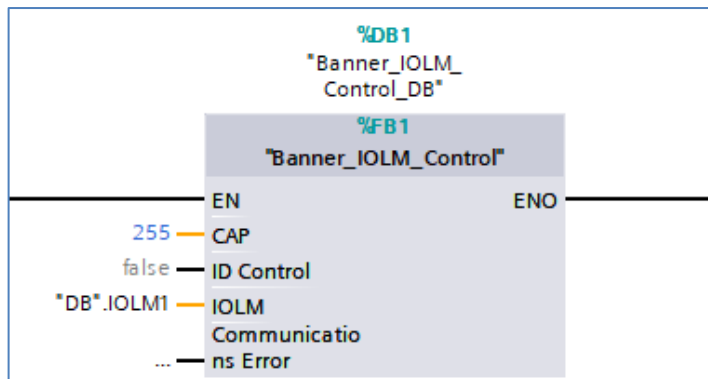 %DB1
"Banner_IOLM_
Control_DB"
%FB1
"Banner_IOLM_Control"
EN ENO
255 CAP
false ID Control
"DB".IOLM1 IOLM
Communicatio
... ns Error